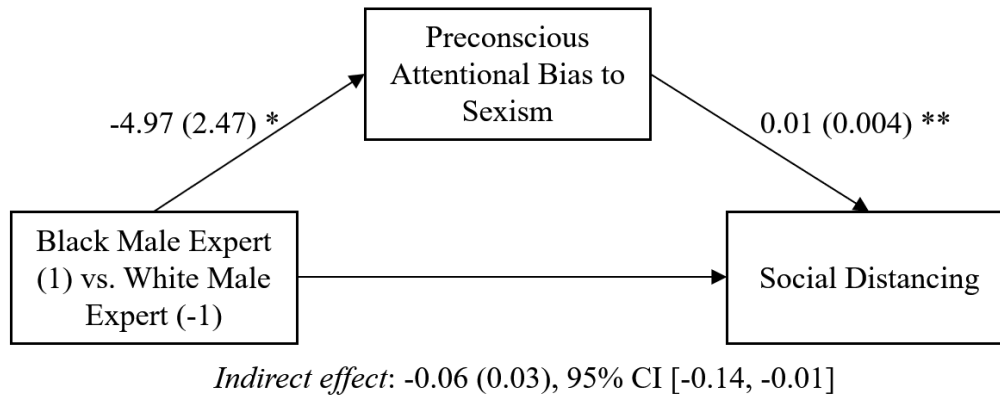 Preconscious
Attentional Bias to
Sexism
-4.97 (2.47) *
0.01 (0.004) **
Black Male Expert
(1) vs. White Male
Expert (-1)
Social Distancing
Indirect effect: -0.06 (0.03), 95% CI [-0.14, -0.01]